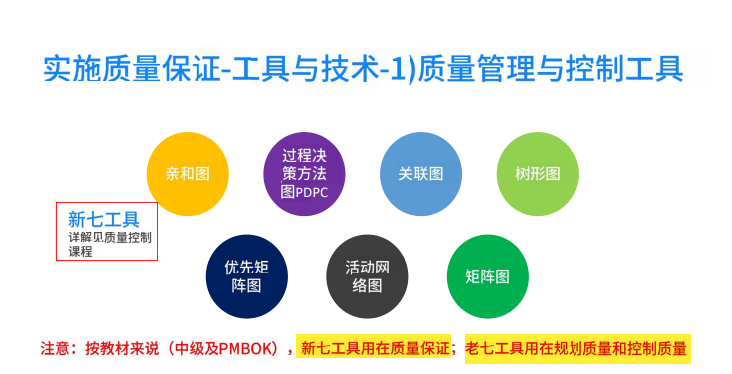 实施质量保证-工具与技术-1)质量管理与控制工具
亲和图
过程决
策方法
图PDPC
关联图
树形图
新七工具
详解见质量控制
课程
优先矩
阵图
活动网
络图
矩阵图
注意：按教材来说（中级及PMBOK），新七工具用在质量保证；老七工具用在规划质量和控制质量